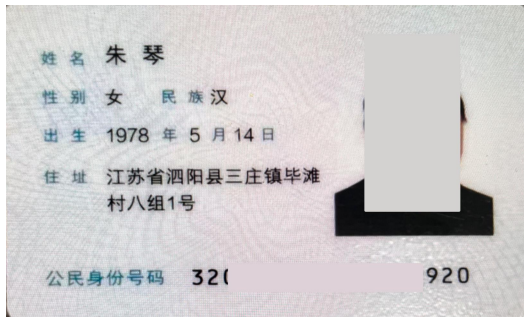 姓名 朱琴
性别 女 民族 汉
出生 1978 年 5 月 14 日
住址 江苏省泗阳县三庄镇毕滩
村八组1号
公民身份号码 320 920